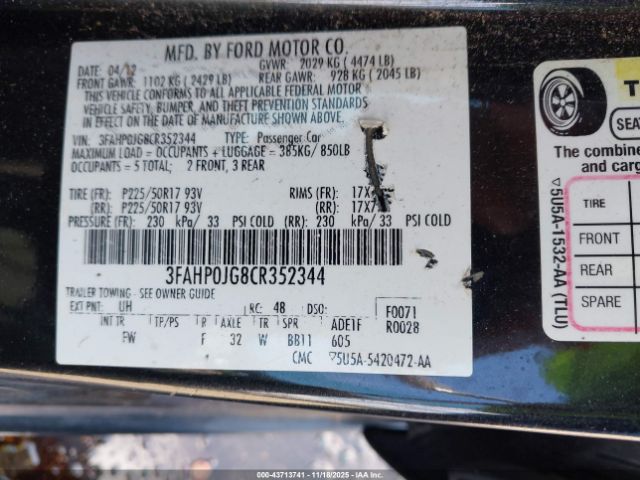 MFD. BY FORD MOTOR CO.
DATE: 04/12 GVWR: 2029 KG ( 4474 LB)
FRONT GAWR: 1102 KG ( 2429 LB) REAR GAWR: 928 KG ( 2045 LB)
THIS VEHICLE CONFORMS TO ALL APPLICABLE FEDERAL MOTOR
VEHICLE SAFETY, BUMPER, AND THEFT PREVENTION STANDARDS
IN EFFECT ON THE DATE OF MANUFACTURE SHOWN ABOVE.
VIN: 3FAHP0JG8CR352344 TYPE: Passenger Car
MAXIMUM LOAD = OCCUPANTS + LUGGAGE = 385KG/850LB
OCCUPANTS = 5 TOTAL; 2 FRONT, 3 REAR
TIRE (FR): P225/50R17 93V RIMS (FR): 17X
(RR): P225/50R17 93V (RR): 17X7
PRESSURE (FR): 230 kPa/ 33 PSI COLD (RR): 230 kPa/ 33 PSI COLD
3FAHP0JG8CR352344
TRAILER TOWING - SEE OWNER GUIDE
EXT PNT: UH RC: 48 DSO: F0071
INT TR TP/PS R AXLE TR SPR ADE1F R0028
FW F 32 W BB11 605
CMC ▽5U5A-5420472-AA
T
SEAT
The combine
and
TIRE
FRONT
REAR
SPARE
▽5U5A-1532-AA (TLU)
000-43713741 - 11/18/2025 - IAAI, Inc.